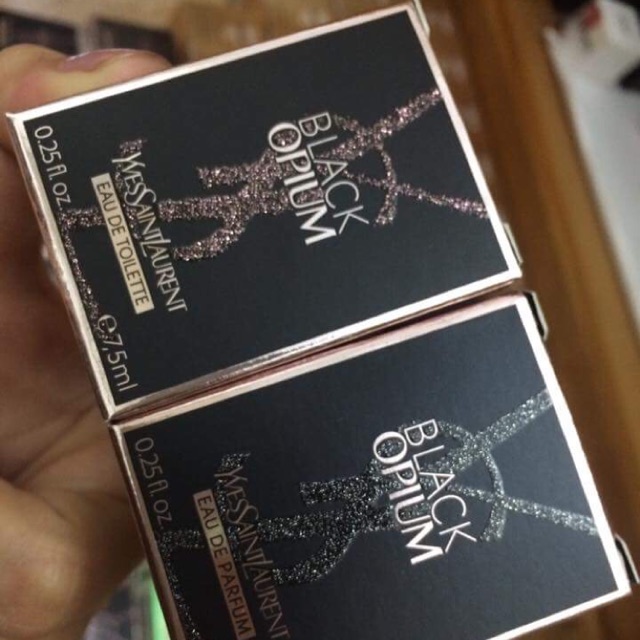 BLACK
OPIUM
YVESSAINTLAURENT
EAU DE TOILETTE
0.25 fl. oz.
e 7,5ml
BLACK
OPIUM
YVESSAINTLAURENT
EAU DE PARFUM
0.25 fl. oz.